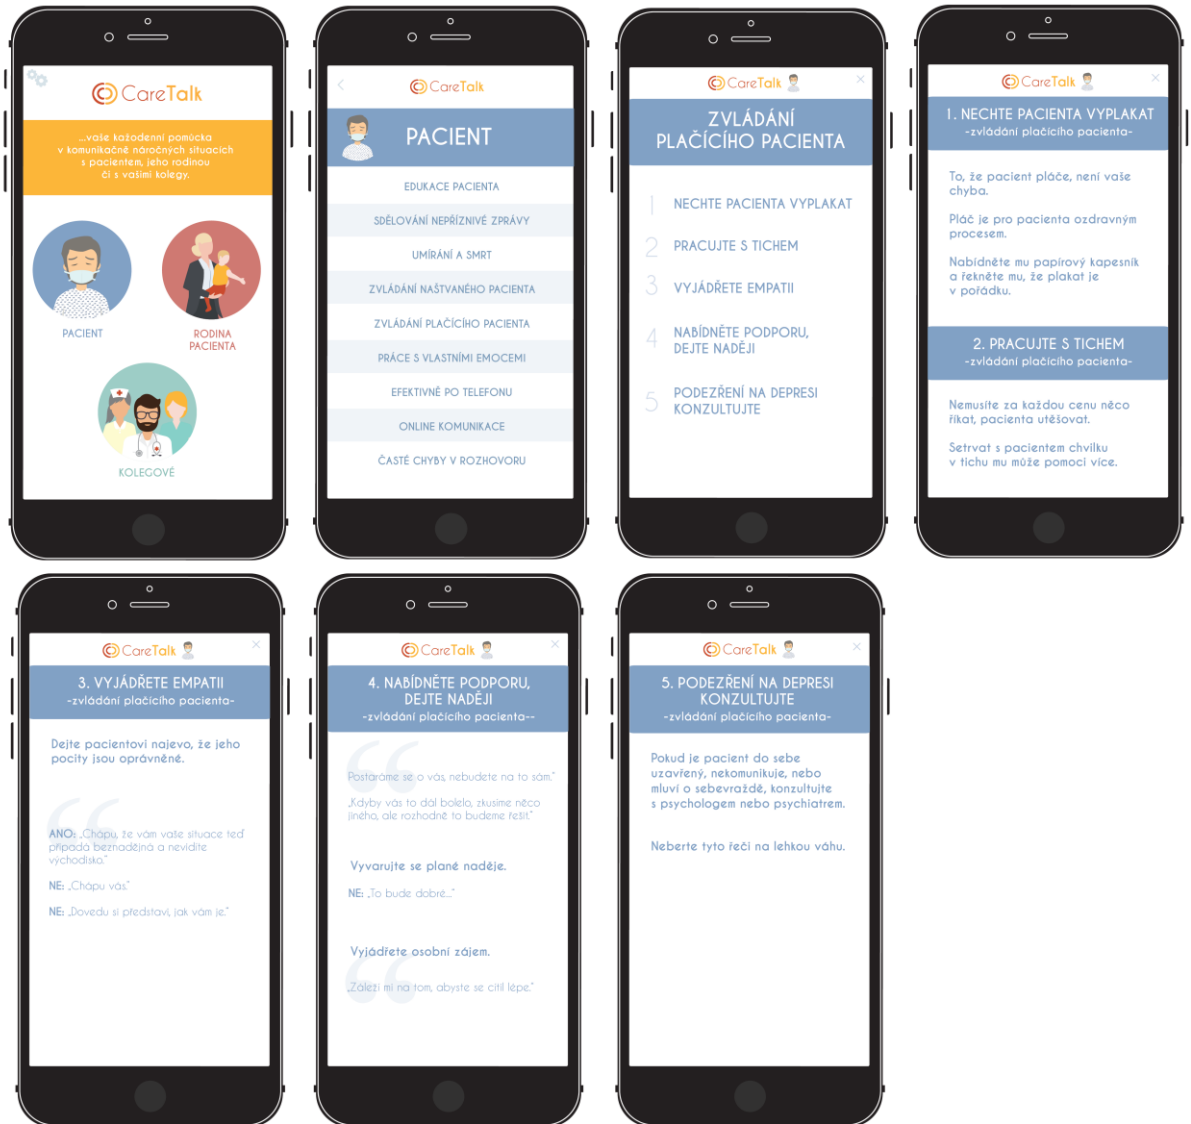 CareTalk
...vaše každodenní pomůcka
v komunikačně náročných situacích
s pacientem, jeho rodinou
či s vašimi kolegy.
PACIENT
RODINA
PACIENTA
KOLEGOVÉ
CareTalk
PACIENT
EDUKACE PACIENTA
SDĚLOVÁNÍ NEPŘÍZNIVÉ ZPRÁVY
UMÍRÁNÍ A SMRT
ZVLÁDÁNÍ NAŠTVANÉHO PACIENTA
ZVLÁDÁNÍ PLAČÍCÍHO PACIENTA
PRÁCE S VLASTNÍMI EMOCEMI
EFEKTIVNĚ PO TELEFONU
ONLINE KOMUNIKACE
ČASTÉ CHYBY V ROZHOVORU
CareTalk
ZVLÁDÁNÍ
PLAČÍCÍHO PACIENTA
1 NECHTE PACIENTA VYPLAKAT
2 PRACUJTE S TICHEM
3 VYJÁDŘETE EMPATII
4 NABÍDNĚTE PODPORU,
DEJTE NADĚJI
5 PODEZŘENÍ NA DEPRESI
KONZULTUJTE
CareTalk
1. NECHTE PACIENTA VYPLAKAT
-zvládání plačícího pacienta-
To, že pacient pláče, není vaše
chyba.
Pláč je pro pacienta ozdravným
procesem.
Nabídněte mu papírový kapesník
a řekněte mu, že plakat je
v pořádku.
2. PRACUJTE S TICHEM
-zvládání plačícího pacienta-
Nemusíte za každou cenu něco
říkat, pacienta utěšovat.
Setrvat s pacientem chvilku
v tichu mu může pomoci více.
CareTalk
3. VYJÁDŘETE EMPATII
-zvládání plačícího pacienta-
Dejte pacientovi najevo, že jeho
pocity jsou oprávněné.
ANO: „Chápu, že vám vaše situace teď
připadá beznadějná a nevidíte
východisko."
NE: „Chápu vás."
NE: „Dovedu si představi, jak vám je."
CareTalk
4. NABÍDNĚTE PODPORU,
DEJTE NADĚJI
-zvládání plačícího pacienta--
Postaráme se o vás, nebudete na to sám."
„Kdyby vás to dál bolelo, zkusíme něco
jiného, ale rozhodně to budeme řešit."
Vyvarujte se plané naděje.
NE: „To bude dobré..."
Vyjádřete osobní zájem.
„Záleží mi na tom, abyste se cítil lépe."
CareTalk
5. PODEZŘENÍ NA DEPRESI
KONZULTUJTE
-zvládání plačícího pacienta-
Pokud je pacient do sebe
uzavřený, nekomunikuje, nebo
mluví o sebevraždě, konzultujte
s psychologem nebo psychiatrem.
Neberte tyto řeči na lehkou váhu.